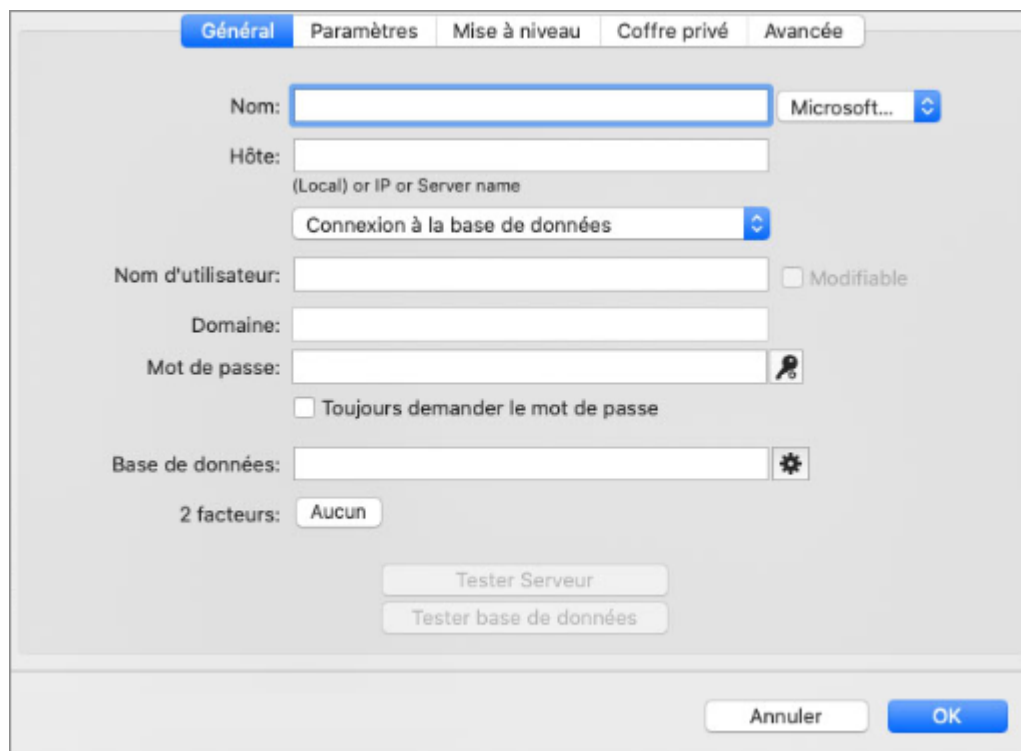 Général Paramètres Mise à niveau Coffre privé Avancée
Nom: Microsoft...
Hôte:
(Local) or IP or Server name
Connexion à la base de données
Nom d'utilisateur: Modifiable
Domaine:
Mot de passe:
Toujours demander le mot de passe
Base de données:
2 facteurs: Aucun
Tester Serveur
Tester base de données
Annuler OK